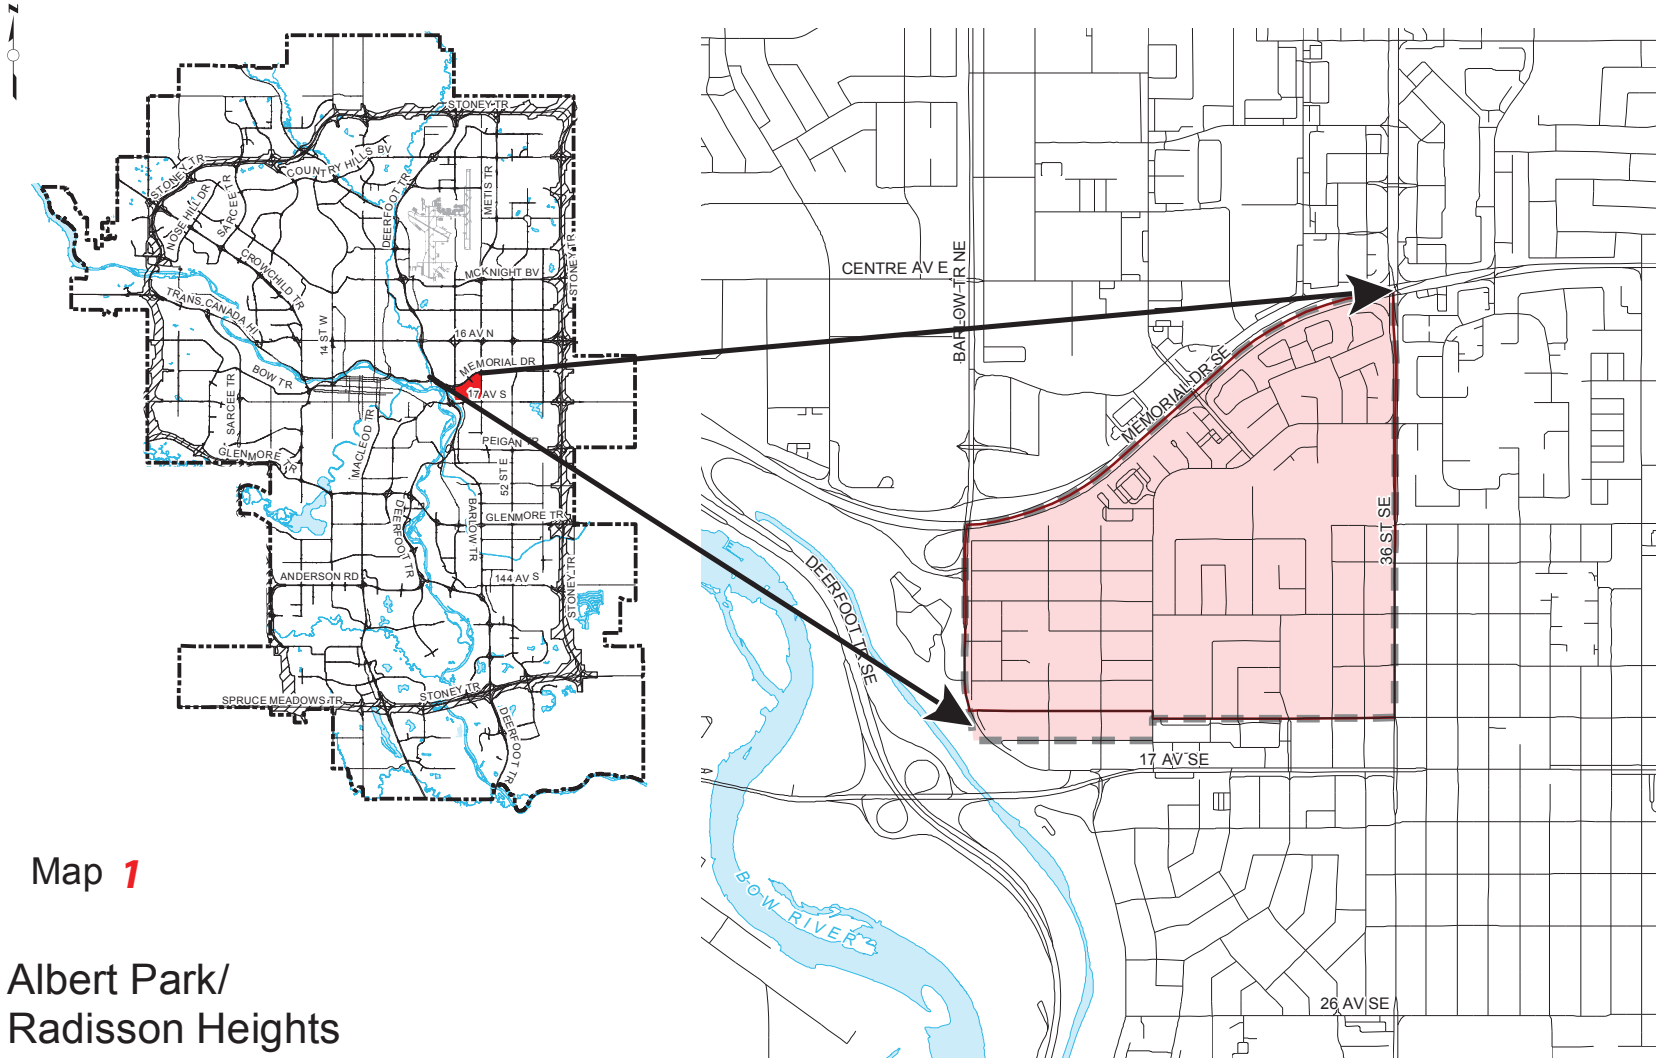 N
STONEY TR
COUNTRY HILLS BV
STONEY TR
NOSE HILL DR
SARCEE TR
DEERFOOT TR
METIS TR
CROWCHILD TR
MCKNIGHT BV
STONEY TR
TRANS CANADA HI
14 ST W
16 AV N
MEMORIAL DR
BOW TR
17 AV S
SARCEE TR
MACLEOD TR
PEIGAN TR
GLENMORE TR
52 ST E
BARLOW TR
DEERFOOT TR
GLENMORE TR
ANDERSON RD
144 AV S
STONEY TR
SPRUCE MEADOWS TR
STONEY TR
DEERFOOT TR
CENTRE AV E
BARLOW TR NE
MEMORIAL DR SE
36 ST SE
DEERFOOT TR SE
17 AV SE
BOW RIVER
26 AV SE
Map 1
Albert Park/
Radisson Heights